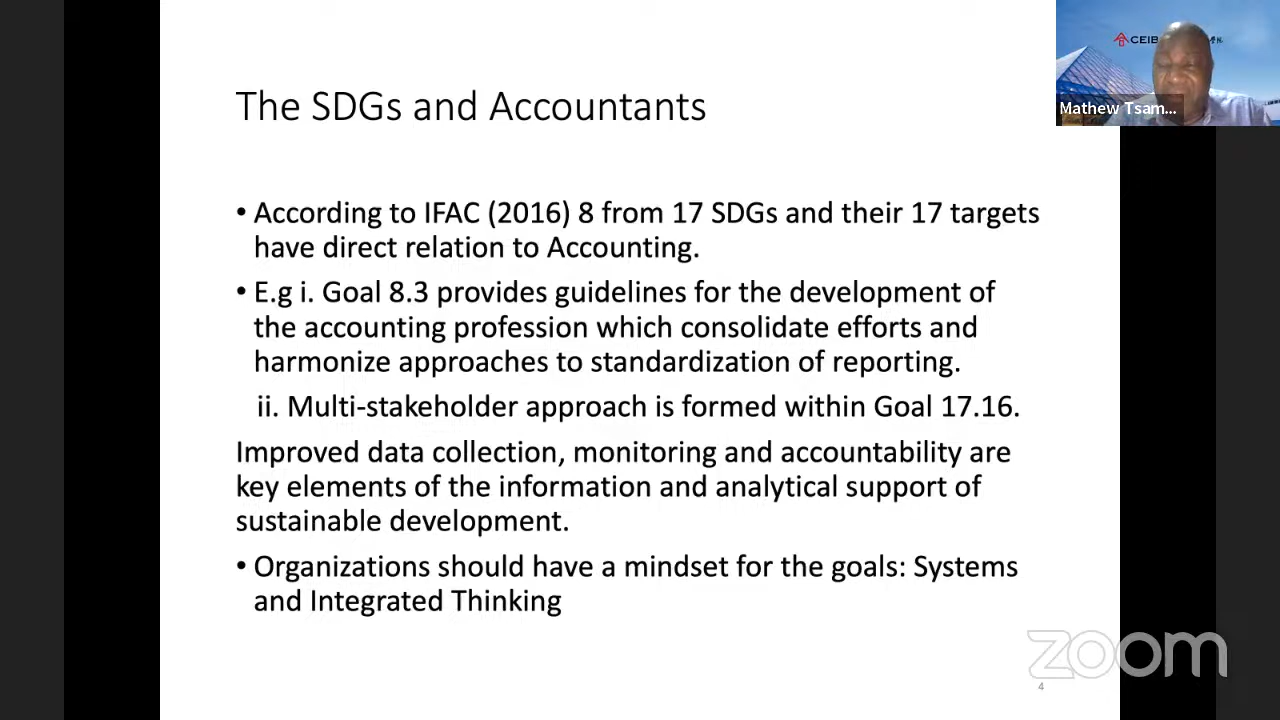 The SDGs and Accountants
CEIB
Mathew Tsam...
• According to IFAC (2016) 8 from 17 SDGs and their 17 targets
have direct relation to Accounting.
• E.g i. Goal 8.3 provides guidelines for the development of
the accounting profession which consolidate efforts and
harmonize approaches to standardization of reporting.
ii. Multi-stakeholder approach is formed within Goal 17.16.
Improved data collection, monitoring and accountability are
key elements of the information and analytical support of
sustainable development.
• Organizations should have a mindset for the goals: Systems
and Integrated Thinking
zoom
4